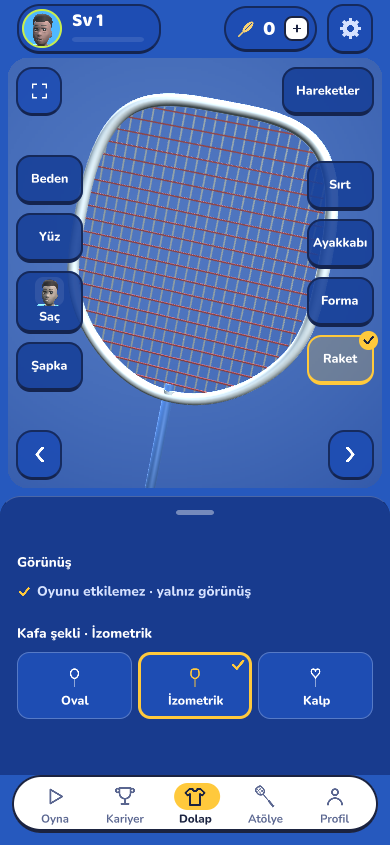 Sv 1
0
+
Hareketler
Beden
Sırt
Yüz
Ayakkabı
Saç
Forma
Şapka
Raket
Görünüş
Oyunu etkilemez · yalnız görünüş
Kafa şekli · İzometrik
Oval
İzometrik
Kalp
Oyna
Kariyer
Dolap
Atölye
Profil